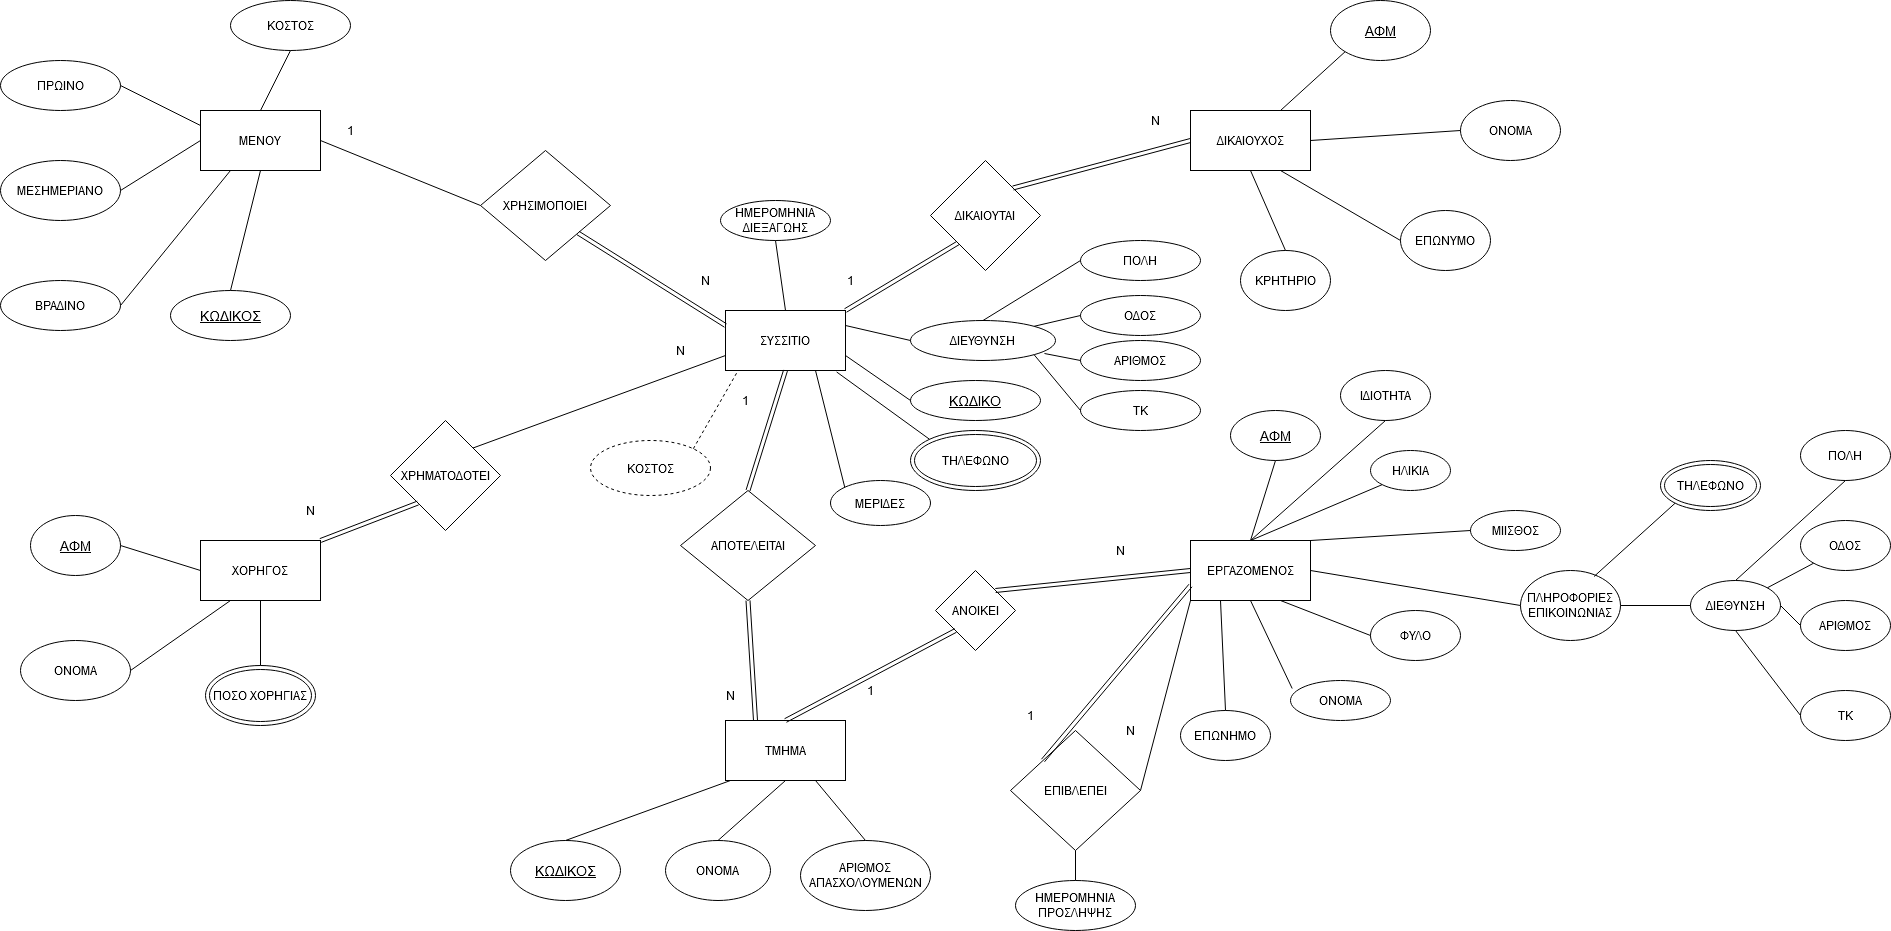 ΚΟΣΤΟΣ
ΑΦΜ
ΠΡΩΙΝΟ
ΜΕΝΟΥ
1
Ν
ΔΙΚΑΙΟΥΧΟΣ
ΟΝΟΜΑ
ΜΕΣΗΜΕΡΙΑΝΟ
ΧΡΗΣΙΜΟΠΟΙΕΙ
ΗΜΕΡΟΜΗΝΙΑ
ΔΙΕΞΑΓΩΗΣ
ΔΙΚΑΙΟΥΤΑΙ
ΕΠΩΝΥΜΟ
ΠΟΛΗ
ΚΡΗΤΗΡΙΟ
Ν
1
ΒΡΑΔΙΝΟ
ΚΩΔΙΚΟΣ
ΟΔΟΣ
ΣΥΣΣΙΤΙΟ
ΔΙΕΥΘΥΝΣΗ
Ν
ΑΡΙΘΜΟΣ
1
ΚΩΔΙΚΟ
ΤΚ
ΙΔΙΟΤΗΤΑ
ΑΦΜ
ΚΟΣΤΟΣ
ΤΗΛΕΦΩΝΟ
ΗΛΙΚΙΑ
ΠΟΛΗ
ΧΡΗΜΑΤΟΔΟΤΕΙ
ΤΗΛΕΦΩΝΟ
ΜΕΡΙΔΕΣ
Ν
ΜΙΙΣΘΟΣ
ΑΦΜ
ΑΠΟΤΕΛΕΙΤΑΙ
Ν
ΟΔΟΣ
ΧΟΡΗΓΟΣ
ΕΡΓΑΖΟΜΕΝΟΣ
ΑΝΟΙΚΕΙ
ΠΛΗΡΟΦΟΡΙΕΣ
ΕΠΙΚΟΙΝΩΝΙΑΣ
ΔΙΕΘΥΝΣΗ
ΑΡΙΘΜΟΣ
ΦΥΛΟ
ΟΝΟΜΑ
ΠΟΣΟ ΧΟΡΗΓΙΑΣ
Ν
1
ΟΝΟΜΑ
1
Ν
ΕΠΩΝΗΜΟ
ΤΚ
ΤΜΗΜΑ
ΕΠΙΒΛΕΠΕΙ
ΚΩΔΙΚΟΣ
ΟΝΟΜΑ
ΑΡΙΘΜΟΣ
ΑΠΑΣΧΟΛΟΥΜΕΝΩΝ
ΗΜΕΡΟΜΗΝΙΑ
ΠΡΟΣΛΗΨΗΣ